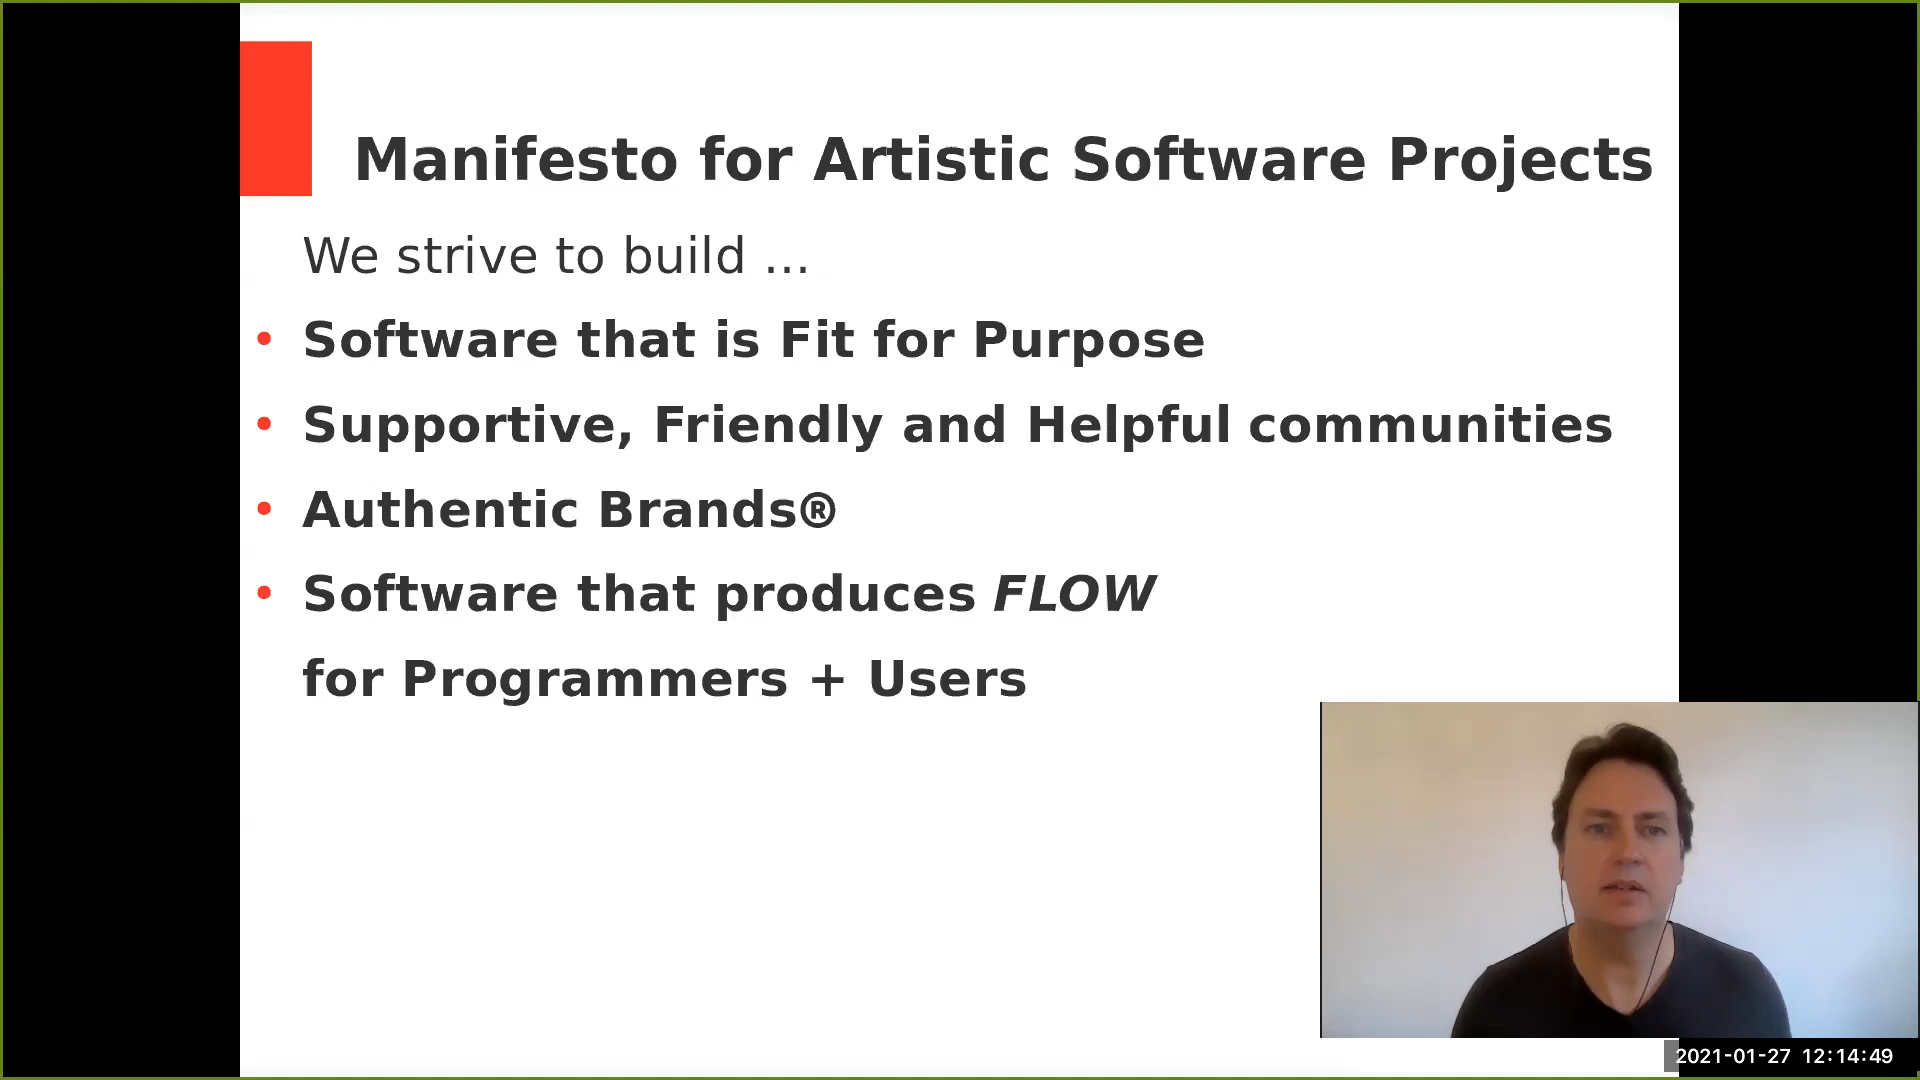 Manifesto for Artistic Software Projects
We strive to build ...
• Software that is Fit for Purpose
• Supportive, Friendly and Helpful communities
• Authentic Brands®
• Software that produces FLOW
for Programmers + Users
2021-01-27 12:14:49